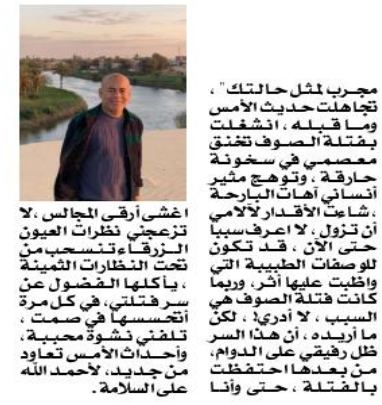 مجرب لمثل حالتك" ،
تجاهلت حديث الأمس
وما قبله ، انشغلت
بفتلة الصوف تخنق
معصمي في سخونة
حارقة ، وتوهج مثير
أنساني آهات البارحة
، شاءت الأقدار لآلامي
أن تزول ، لا اعرف سببا
حتى الآن ، قد تكون
للوصفات الطبيبة التي
واظبت عليها أثر، وربما
كانت فتلة الصوف هي
السبب ، لا أدري! ، لكن
ما أريده ، أن هذا السر
ظل رفيقي على الدوام،
من بعدها احتفظت
بالفتلة ، حتى وأنا
اغشى أرقى المجالس ،لا
تزعجني نظرات العيون
الزرقاء تنسحب من
تحت النظارات الثمينة
، يأكلها الفضول عن
سر فتلتي، في كل مرة
أتحسسها في صمت ،
تلفني نشوة محببة،
وأحداث الأمس تعاود
من جديد، لأحمد الله
على السلامة .